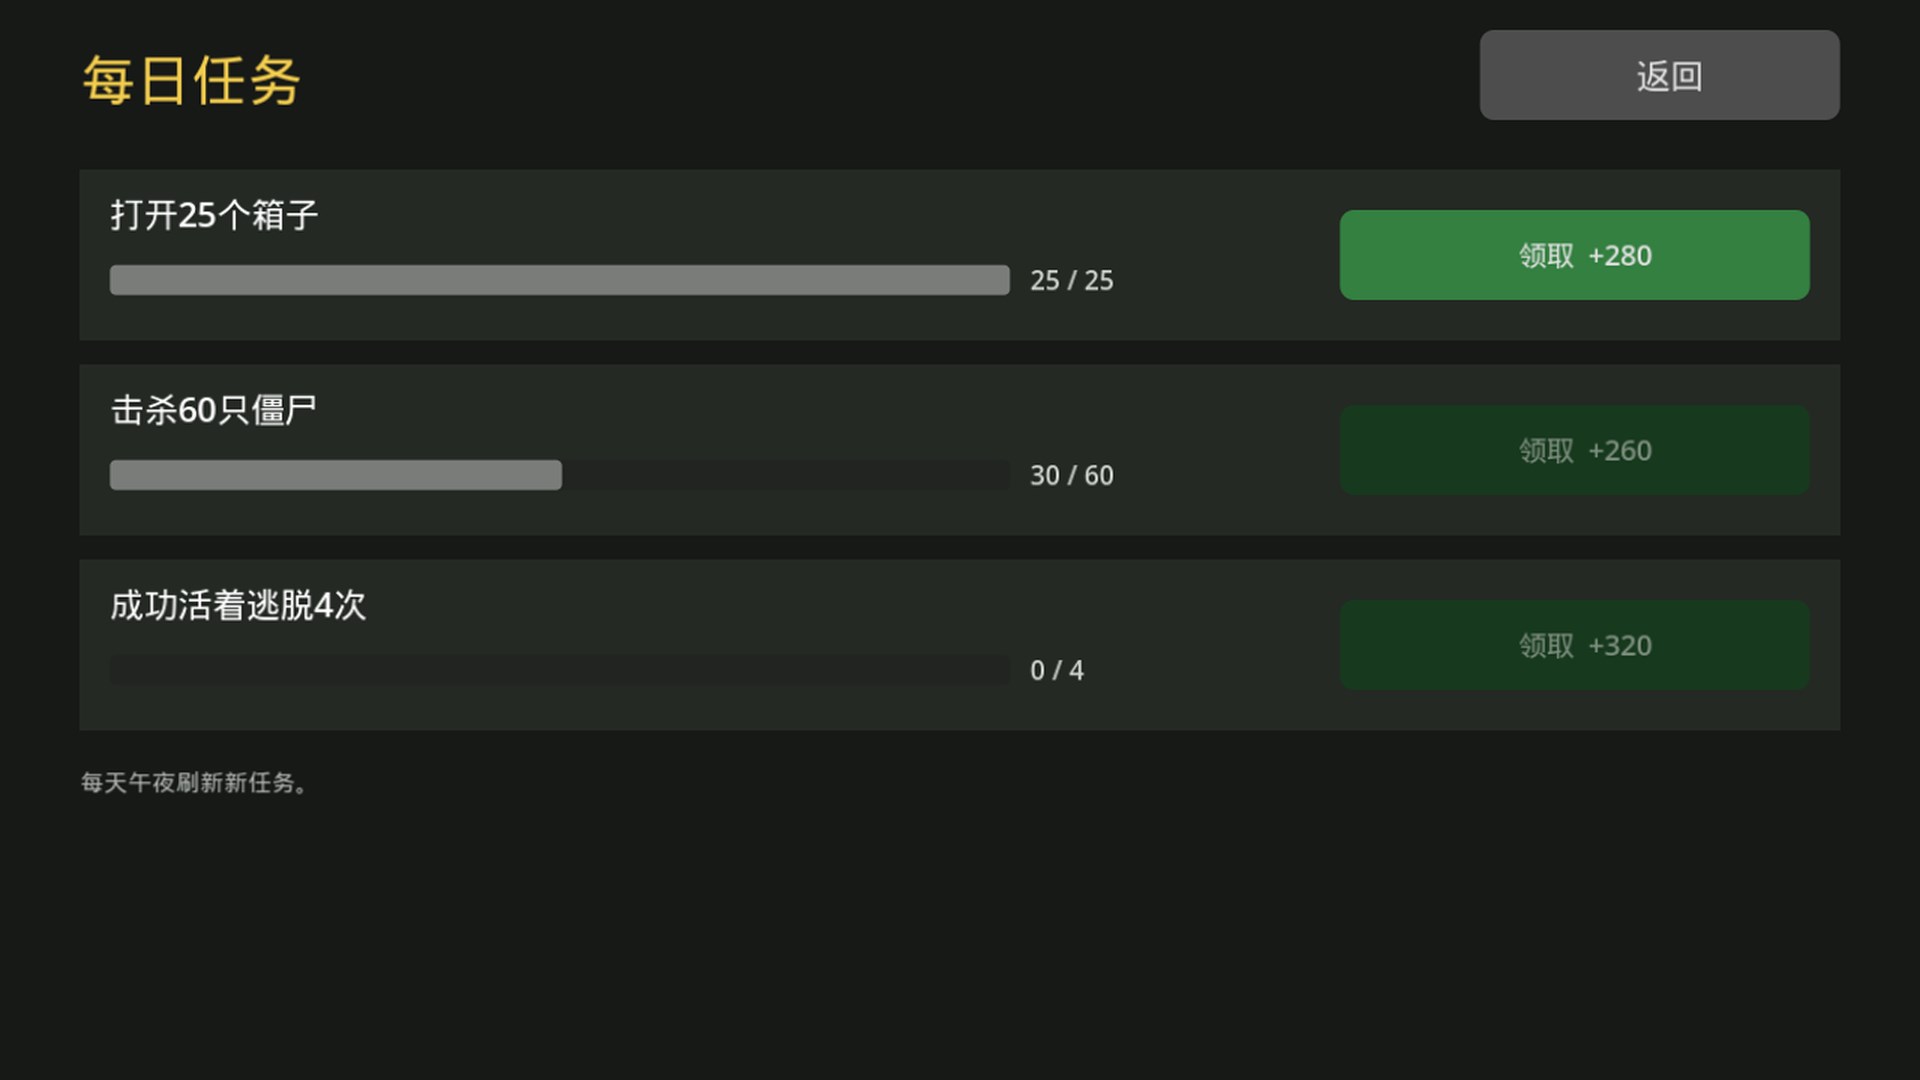 每日任务
返回
打开25个箱子
25 / 25
领取 +280
击杀60只僵尸
30 / 60
领取 +260
成功活着逃脱4次
0 / 4
领取 +320
每天午夜刷新新任务。